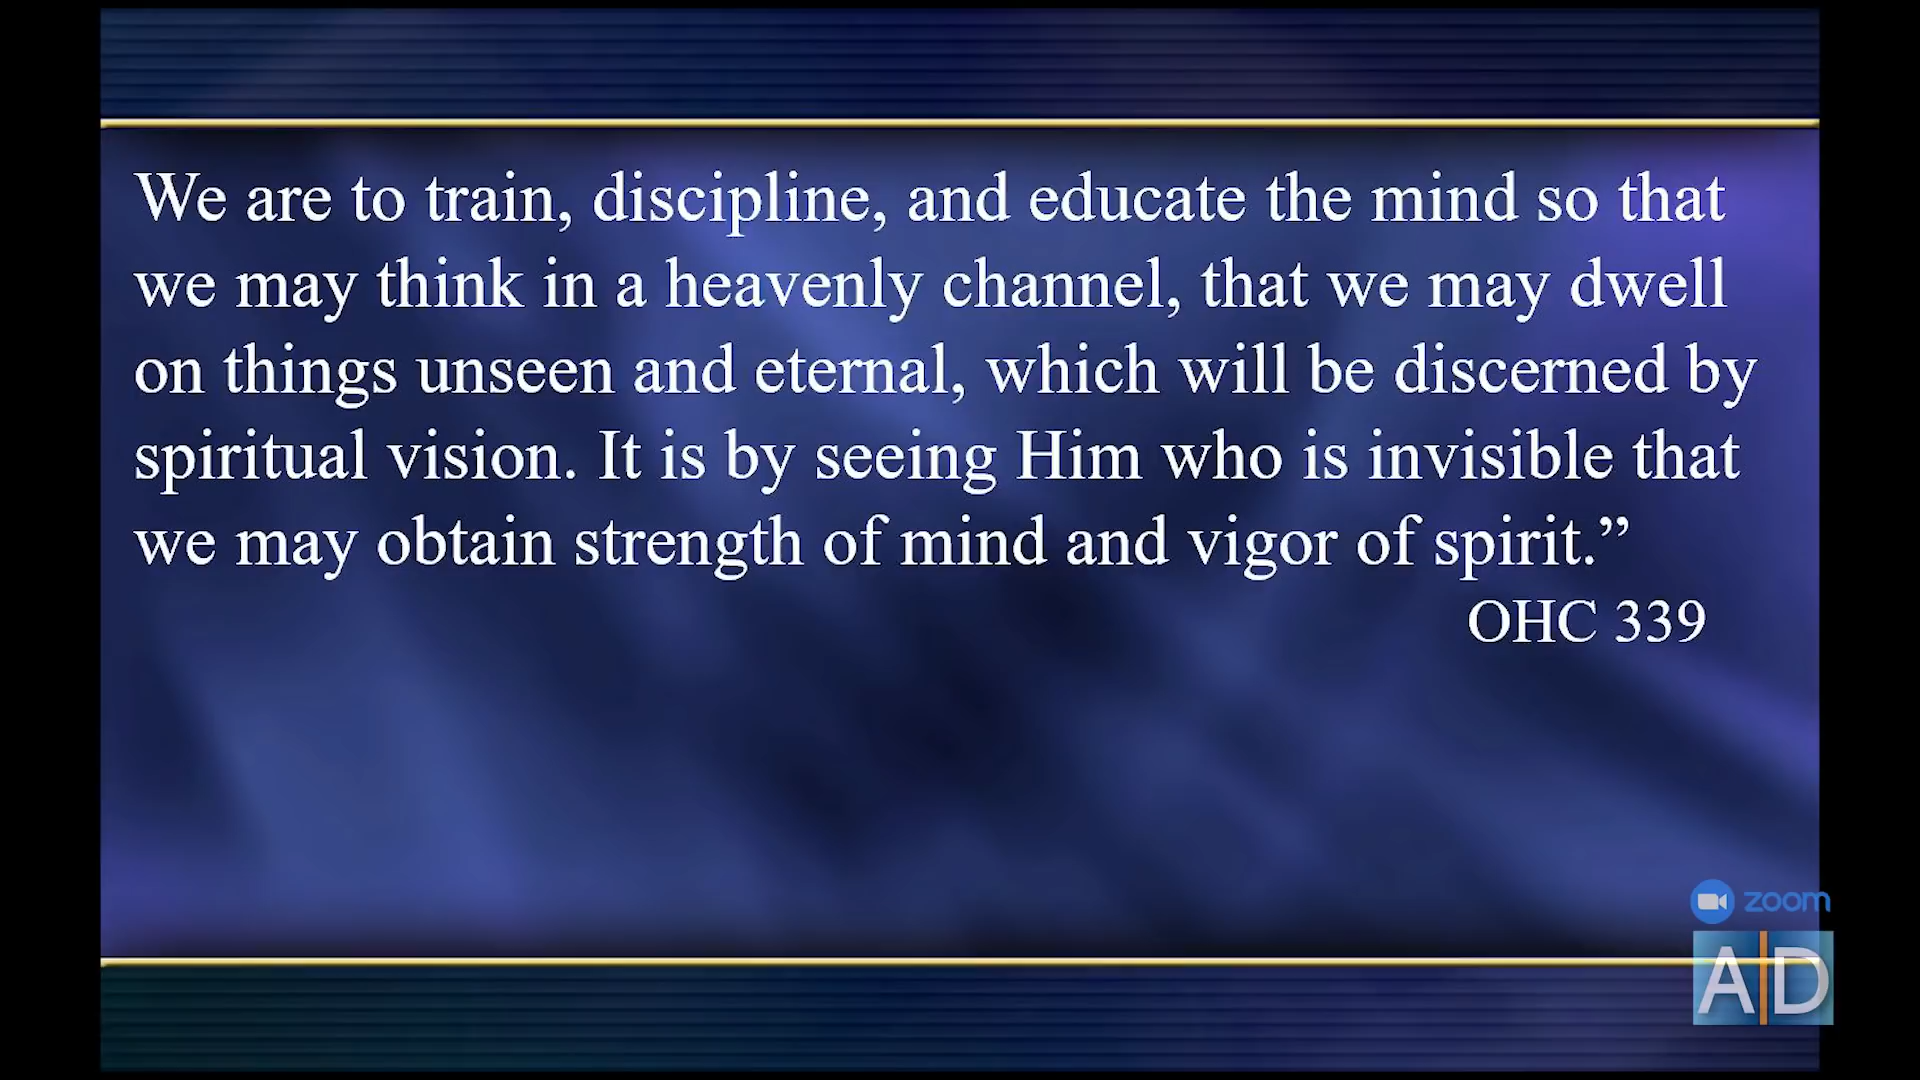 We are to train, discipline, and educate the mind so that
we may think in a heavenly channel, that we may dwell
on things unseen and eternal, which will be discerned by
spiritual vision. It is by seeing Him who is invisible that
we may obtain strength of mind and vigor of spirit.”
OHC 339
zoom
A|D